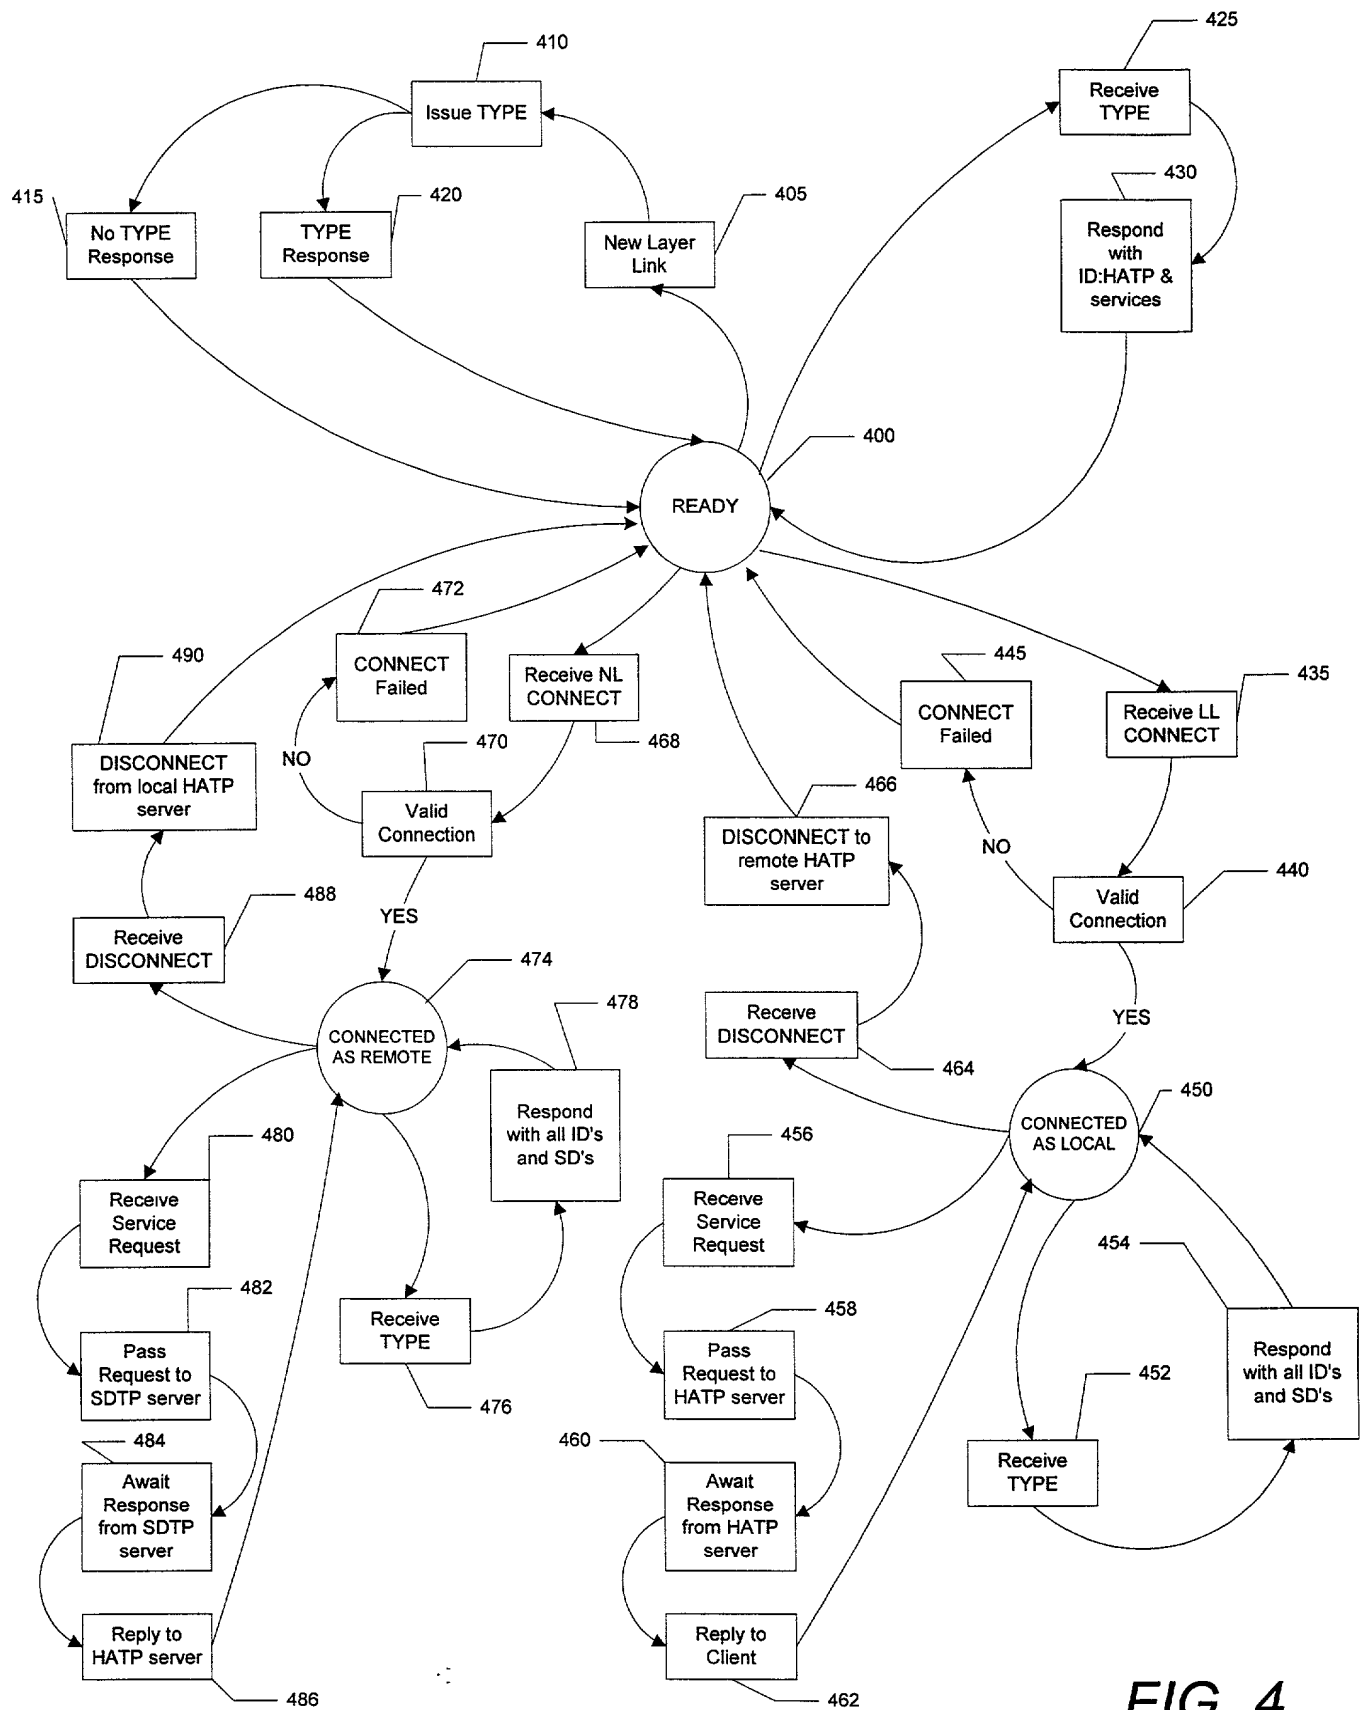 425
410
Receive
TYPE
Issue TYPE
430
415
420
405
No TYPE
Response
TYPE
Response
New Layer
Link
Respond
with
ID:HATP &
services
400
READY
472
490
CONNECT
Failed
Receive NL
CONNECT
445
435
CONNECT
Failed
Receive LL
CONNECT
470
468
NO
DISCONNECT
from local HATP
server
Valid
Connection
466
DISCONNECT to
remote HATP
server
NO
440
488
Valid
Connection
YES
Receive
DISCONNECT
474
478
Receive
DISCONNECT
YES
CONNECTED
AS REMOTE
464
450
Respond
with all ID's
and SD's
CONNECTED
AS LOCAL
480
456
Receive
Service
Request
Receive
Service
Request
454
482
458
Receive
TYPE
Pass
Request to
SDTP server
Pass
Request to
HATP server
Respond
with all ID's
and SD's
452
476
484
460
Receive
TYPE
Await
Response
from SDTP
server
Await
Response
from HATP
server
Reply to
HATP server
Reply to
Client
486
462
FIG. 4